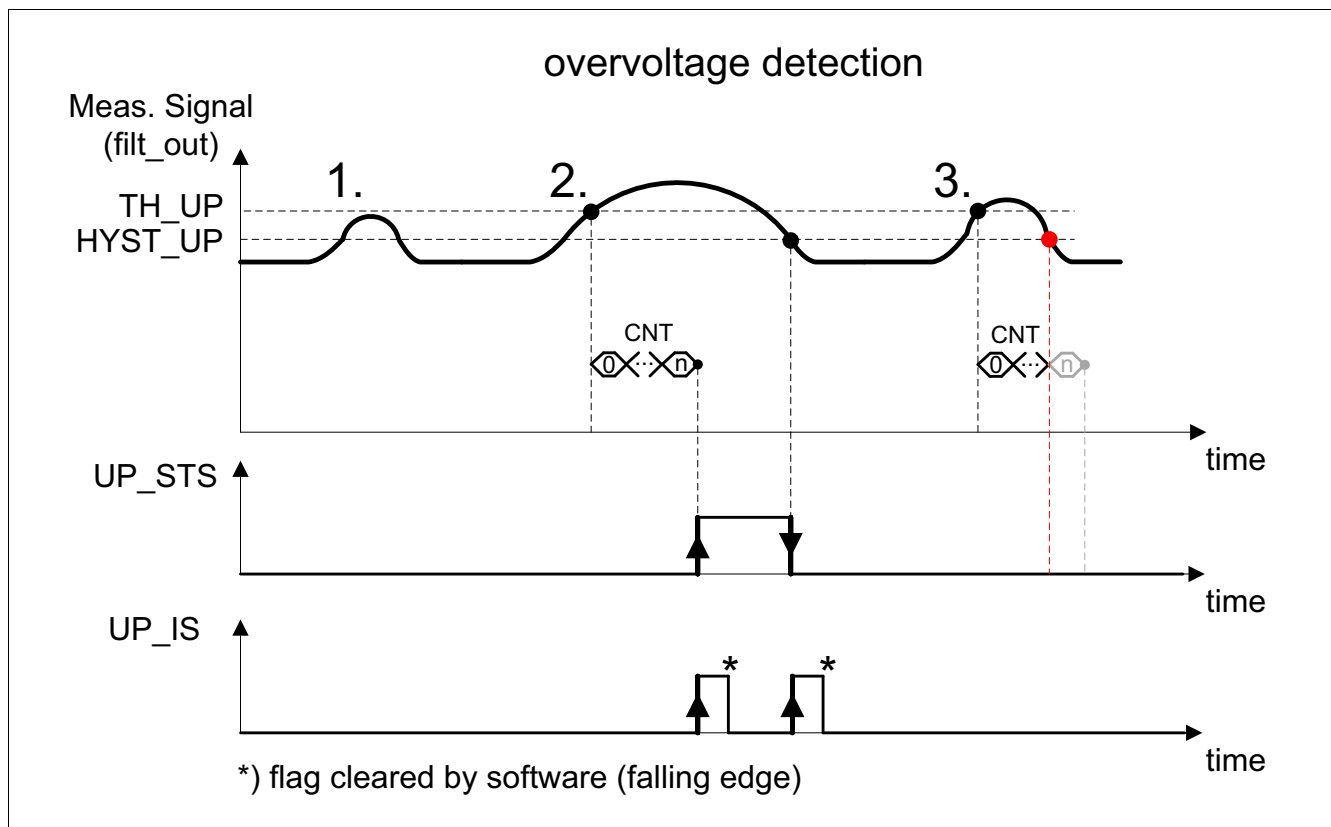 overvoltage detection
Meas. Signal
(filt_out)
1.
2.
3.
TH_UP
HYST_UP
CNT
CNT
0 ... n
0 ... n
time
UP_STS
time
UP_IS
* *
time
*) flag cleared by software (falling edge)